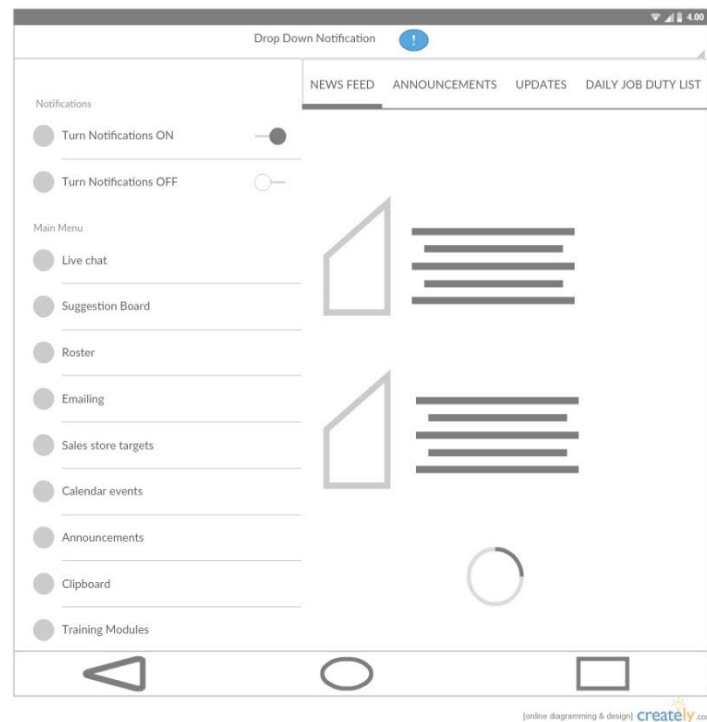 4.00
Drop Down Notification !
NEWS FEED ANNOUNCEMENTS UPDATES DAILY JOB DUTY LIST
Notifications
Turn Notifications ON
Turn Notifications OFF
Main Menu
Live chat
Suggestion Board
Roster
Emailing
Sales store targets
Calendar events
Announcements
Clipboard
Training Modules
[online diagramming & design] creately.com